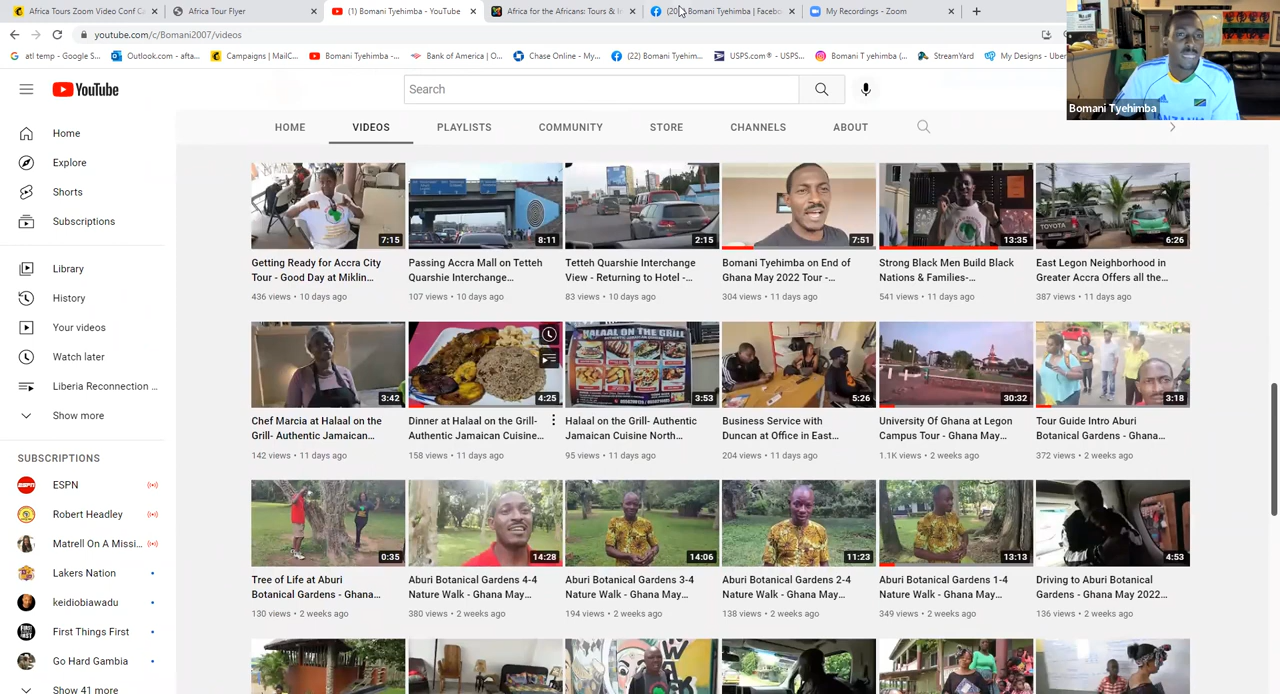 Africa Tours Zoom Video Conf C
Africa Tour Flyer
(1) Bomani Tyehimba - YouTube
Africa for the Africans: Tours & I
Bomani Tyehimba | Facebo
My Recordings - Zoom
youtube.com/c/Bomani2007/videos
atl temp - Google S...
Outlook.com - afta...
Campaigns | MailC...
Bomani Tyehimba -...
Bank of America | O...
Chase Online - My...
(22) Bomani Tyehim...
USPS.com® - USPS...
Bomani T yehimba...
StreamYard
My Designs - Uber
YouTube
Search
Bomani Tyehimba
HOME
VIDEOS
PLAYLISTS
COMMUNITY
STORE
CHANNELS
ABOUT
Home
Explore
Shorts
Subscriptions
Library
History
Your videos
Watch later
Liberia Reconnection ...
Show more
SUBSCRIPTIONS
ESPN
Robert Headley
Matrell On A Missi...
Lakers Nation
keidiobiawadu
First Things First
Go Hard Gambia
Show 41 more
7:15
8:11
2:15
7:51
13:35
TOYOTA
6:26
Getting Ready for Accra City
Tour - Good Day at Miklin...
436 views • 10 days ago
Passing Accra Mall on Tetteh
Quarshie Interchange...
107 views • 10 days ago
Tetteh Quarshie Interchange
View - Returning to Hotel -...
83 views • 10 days ago
Bomani Tyehimba on End of
Ghana May 2022 Tour -...
304 views • 11 days ago
Strong Black Men Build Black
Nations & Families-...
541 views • 11 days ago
East Legon Neighborhood in
Greater Accra Offers all the...
387 views • 11 days ago
3:42
4:25
HALAAL ON THE GRILL
3:53
5:26
30:32
3:18
Chef Marcia at Halaal on the
Grill- Authentic Jamaican...
142 views • 11 days ago
Dinner at Halaal on the Grill-
Authentic Jamaican Cuisine...
158 views • 11 days ago
Halaal on the Grill- Authentic
Jamaican Cuisine North...
95 views • 11 days ago
Business Service with
Duncan at Office in East...
204 views • 11 days ago
University Of Ghana at Legon
Campus Tour - Ghana May...
1.1K views • 2 weeks ago
Tour Guide Intro Aburi
Botanical Gardens - Ghana...
372 views • 2 weeks ago
0:35
14:28
14:06
11:23
13:13
4:53
Tree of Life at Aburi
Botanical Gardens - Ghana...
130 views • 2 weeks ago
Aburi Botanical Gardens 4-4
Nature Walk - Ghana May...
380 views • 2 weeks ago
Aburi Botanical Gardens 3-4
Nature Walk - Ghana May...
194 views • 2 weeks ago
Aburi Botanical Gardens 2-4
Nature Walk - Ghana May...
138 views • 2 weeks ago
Aburi Botanical Gardens 1-4
Nature Walk - Ghana May...
349 views • 2 weeks ago
Driving to Aburi Botanical
Gardens - Ghana May 2022...
136 views • 2 weeks ago